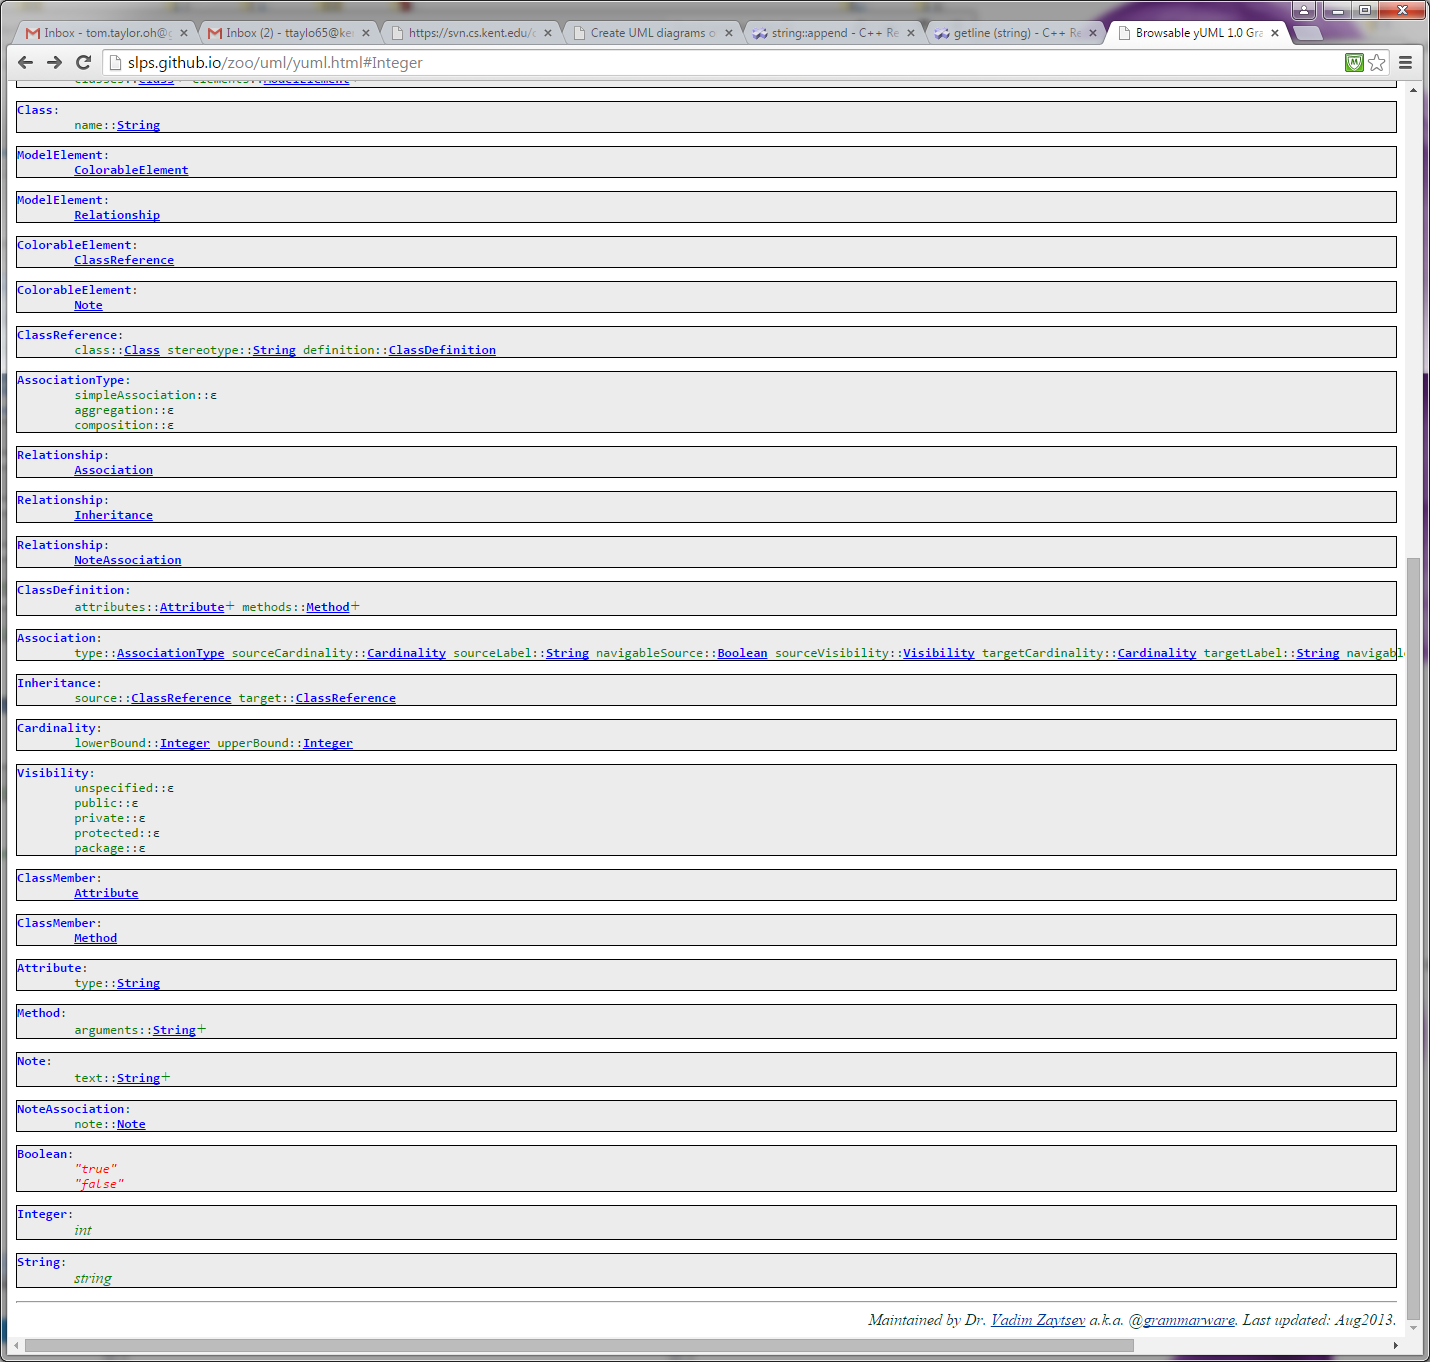 Inbox - tom.taylor.oh@g
Inbox (2) - ttaylo65@ke
https://svn.cs.kent.edu/c
Create UML diagrams o
string::append - C++ Re
getline (string) - C++ Re
Browsable yUML 1.0 Gra
slps.github.io/zoo/uml/yuml.html#Integer
classes::Class+ elements::ModelElement+
Class:
name::String
ModelElement:
ColorableElement
ModelElement:
Relationship
ColorableElement:
ClassReference
ColorableElement:
Note
ClassReference:
class::Class stereotype::String definition::ClassDefinition
AssociationType:
simpleAssociation::ε
aggregation::ε
composition::ε
Relationship:
Association
Relationship:
Inheritance
Relationship:
NoteAssociation
ClassDefinition:
attributes::Attribute+ methods::Method+
Association:
type::AssociationType sourceCardinality::Cardinality sourceLabel::String navigableSource::Boolean sourceVisibility::Visibility targetCardinality::Cardinality targetLabel::String navigabl
Inheritance:
source::ClassReference target::ClassReference
Cardinality:
lowerBound::Integer upperBound::Integer
Visibility:
unspecified::ε
public::ε
private::ε
protected::ε
package::ε
ClassMember:
Attribute
ClassMember:
Method
Attribute:
type::String
Method:
arguments::String+
Note:
text::String+
NoteAssociation:
note::Note
Boolean:
"true"
"false"
Integer:
int
String:
string
Maintained by Dr. Vadim Zaytsev a.k.a. @grammarware. Last updated: Aug2013.